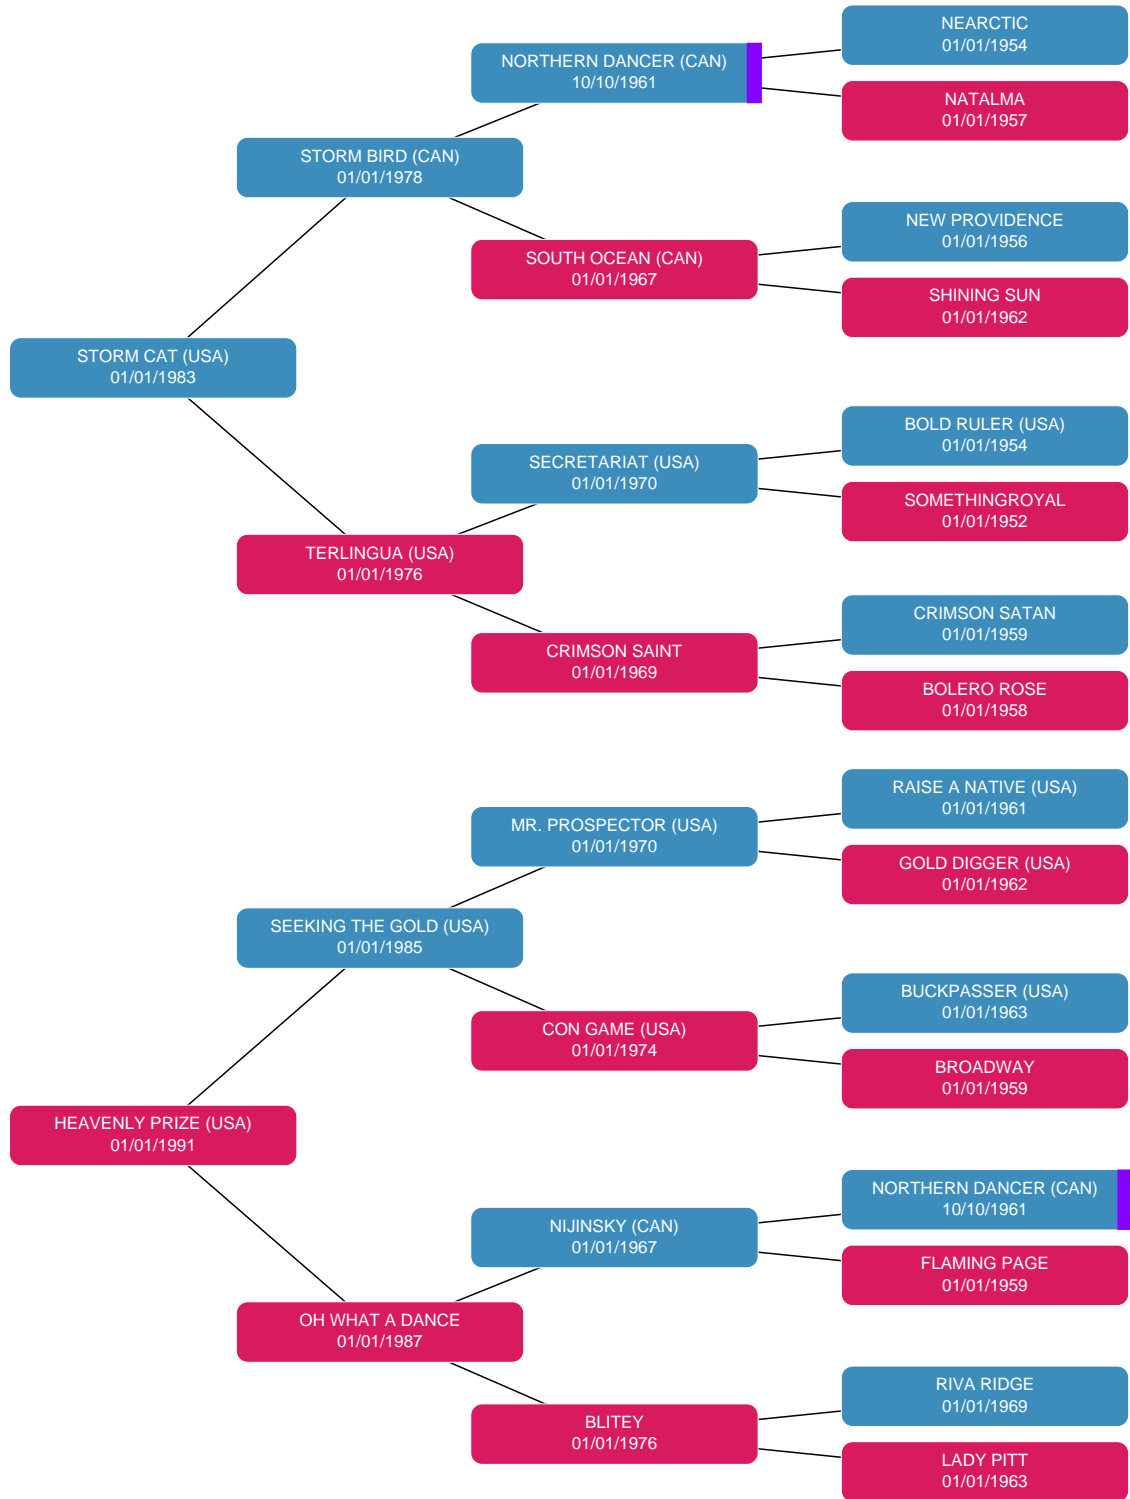 NEARCTIC
01/01/1954
NORTHERN DANCER (CAN)
10/10/1961
NATALMA
01/01/1957
STORM BIRD (CAN)
01/01/1978
NEW PROVIDENCE
01/01/1956
SOUTH OCEAN (CAN)
01/01/1967
SHINING SUN
01/01/1962
STORM CAT (USA)
01/01/1983
BOLD RULER (USA)
01/01/1954
SECRETARIAT (USA)
01/01/1970
SOMETHINGROYAL
01/01/1952
TERLINGUA (USA)
01/01/1976
CRIMSON SATAN
01/01/1959
CRIMSON SAINT
01/01/1969
BOLERO ROSE
01/01/1958
RAISE A NATIVE (USA)
01/01/1961
MR. PROSPECTOR (USA)
01/01/1970
GOLD DIGGER (USA)
01/01/1962
SEEKING THE GOLD (USA)
01/01/1985
BUCKPASSER (USA)
01/01/1963
CON GAME (USA)
01/01/1974
BROADWAY
01/01/1959
HEAVENLY PRIZE (USA)
01/01/1991
NORTHERN DANCER (CAN)
10/10/1961
NIJINSKY (CAN)
01/01/1967
FLAMING PAGE
01/01/1959
OH WHAT A DANCE
01/01/1987
RIVA RIDGE
01/01/1969
BLITEY
01/01/1976
LADY PITT
01/01/1963